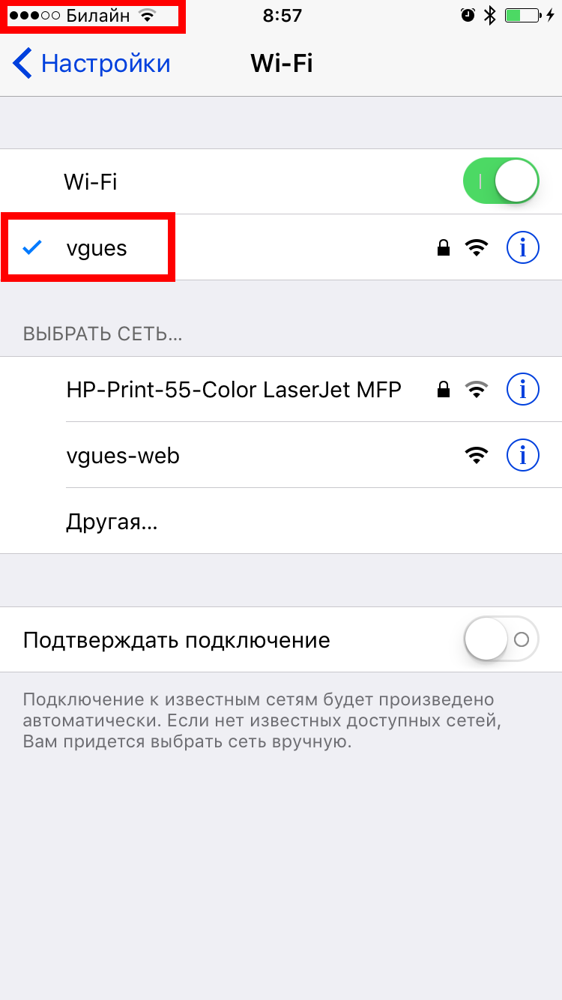 Билайн 8:57
Настройки Wi-Fi
Wi-Fi
vgues
ВЫБРАТЬ СЕТЬ...
HP-Print-55-Color LaserJet MFP
vgues-web
Другая...
Подтверждать подключение
Подключение к известным сетям будет произведено
автоматически. Если нет известных доступных сетей,
Вам придется выбрать сеть вручную.